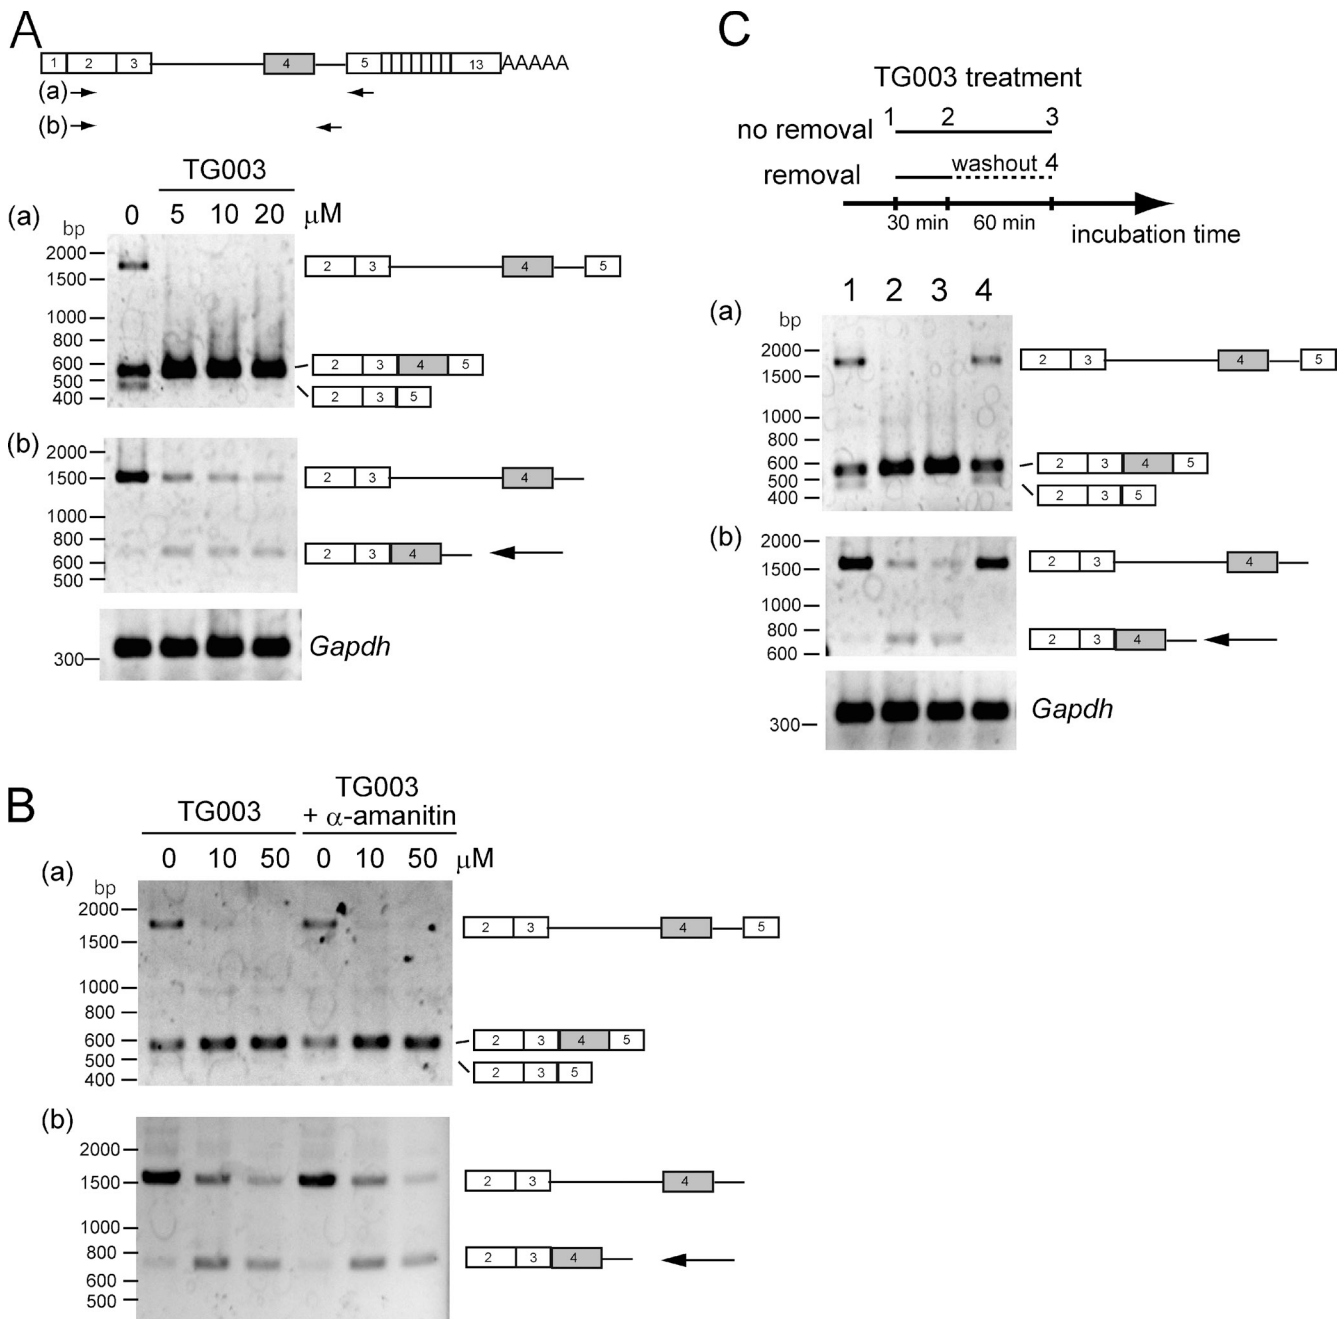 A
1 2 3 4 5 13 AAAAA
(a)
(b)
TG003
(a) 0 5 10 20 μM
bp
2000
1500
1000
800
600
500
400
2 3 4 5
2 3 4 5
2 3 5
(b)
2000
1500
1000
800
600
500
2 3 4
2 3 4
300
Gapdh
B
TG003
TG003
+ α-amanitin
0 10 50 0 10 50 μM
(a)
bp
2000
1500
1000
800
600
500
400
2 3 4 5
2 3 4 5
2 3 5
(b)
2000
1500
1000
800
600
500
2 3 4
2 3 4
C
TG003 treatment
1 2 3
no removal
removal
washout 4
30 min 60 min
incubation time
1 2 3 4
(a)
bp
2000
1500
1000
800
600
500
400
2 3 4 5
2 3 4 5
2 3 5
(b)
2000
1500
1000
800
600
2 3 4
2 3 4
300
Gapdh